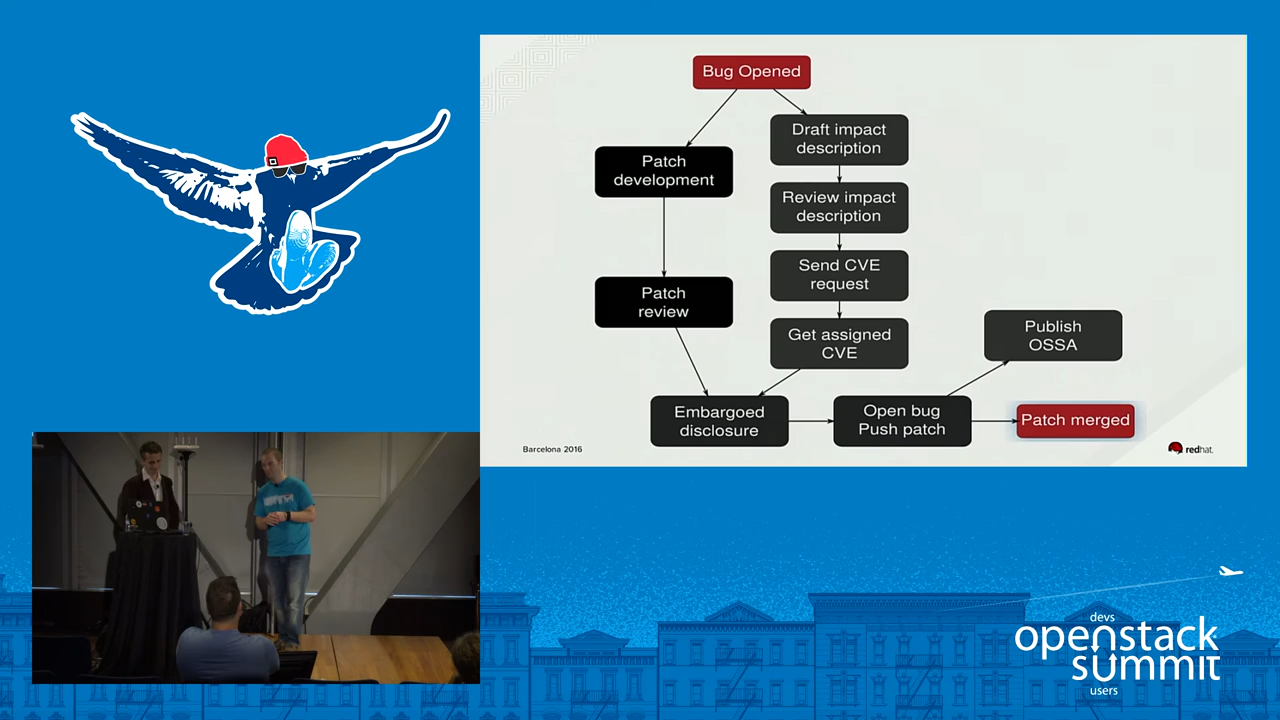 Bug Opened
Draft impact
description
Patch
development
Review impact
description
Send CVE
request
Patch
review
Get assigned
CVE
Publish
OSSA
Embargoed
disclosure
Open bug
Push patch
Patch merged
Barcelona 2016
redhat.
devs
openstack
summit
users